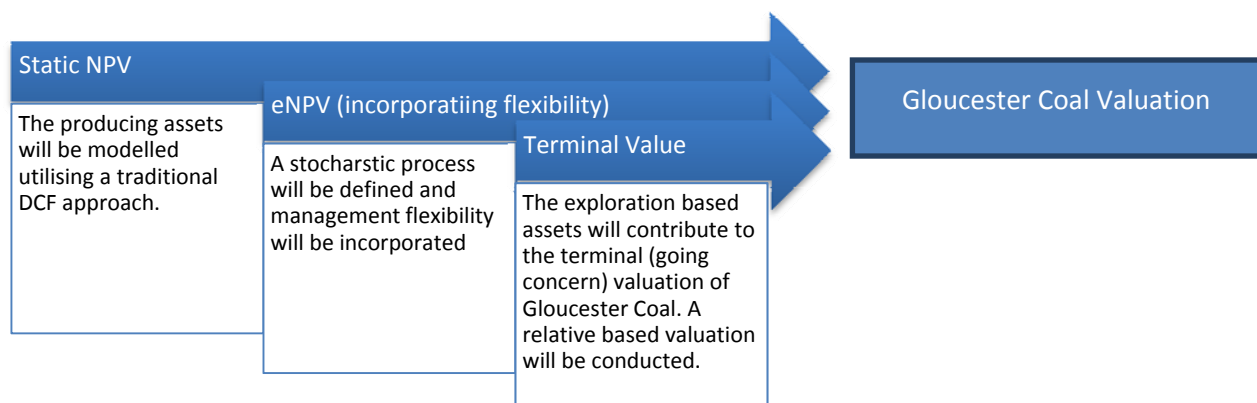 Static NPV
The producing assets
will be modelled
utilising a traditional
DCF approach.
eNPV (incorporatiing flexibility)
A stocharstic process
will be defined and
management flexibility
will be incorporated
Terminal Value
The exploration based
assets will contribute to
the terminal (going
concern) valuation of
Gloucester Coal. A
relative based valuation
will be conducted.
Gloucester Coal Valuation